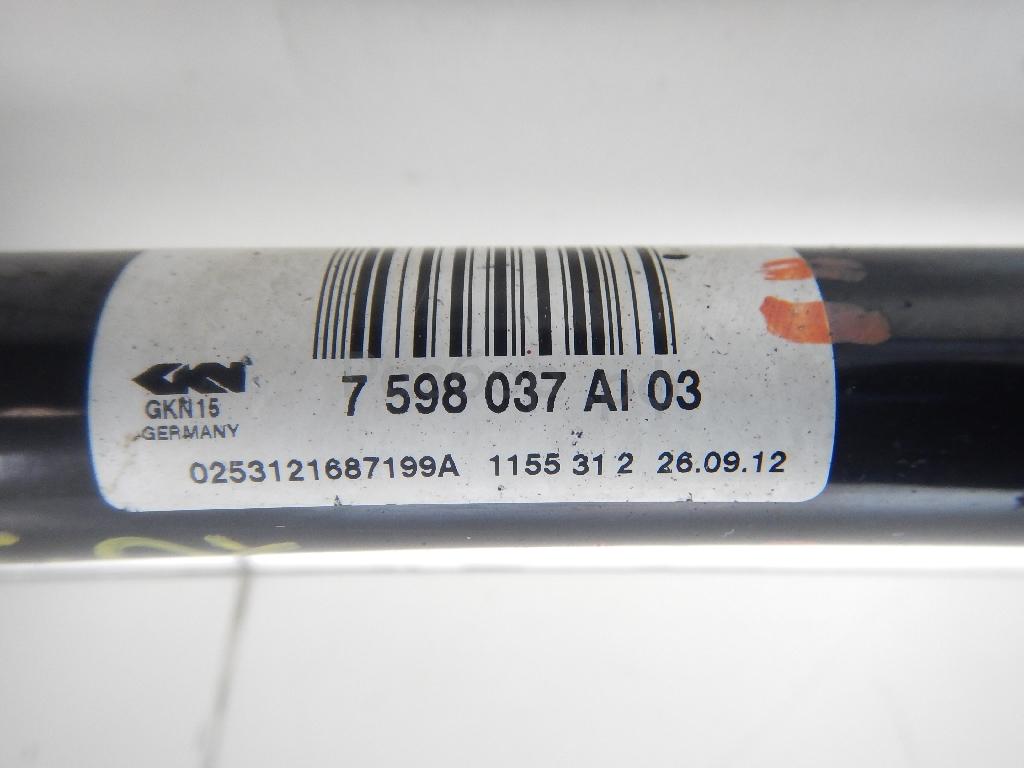 7 598 037 AI 03
GKN
GKN15
GERMANY
0253121687199A 1155 31 2 26.09.12